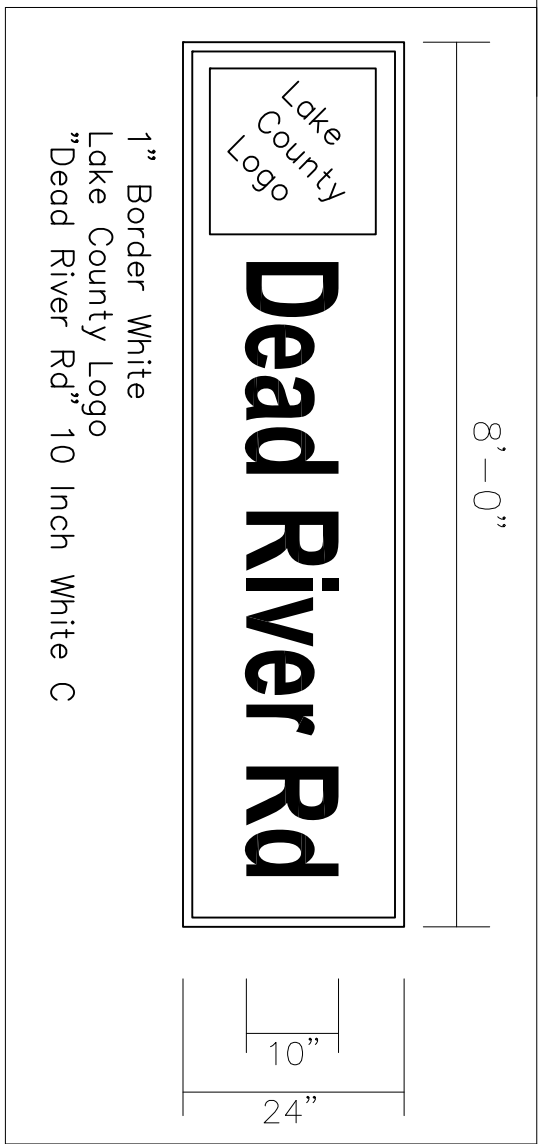 8'-0"
Lake
County
Logo
Dead River Rd
10"
24"
1" Border White
Lake County Logo
"Dead River Rd" 10 Inch White C